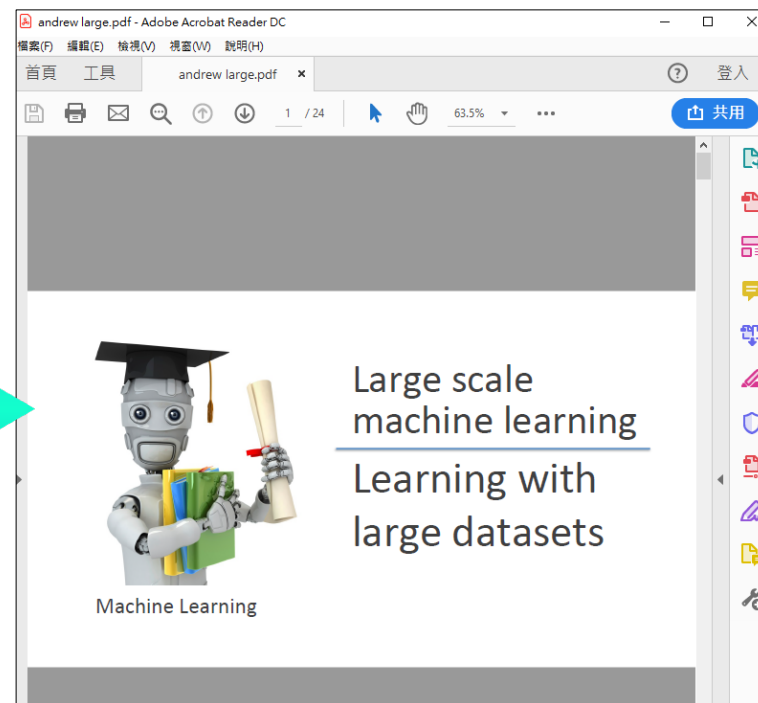 andrew large.pdf - Adobe Acrobat Reader DC
檔案(F) 編輯(E) 檢視(V) 視窗(W) 說明(H)
首頁 工具 andrew large.pdf × ? 登入
1 / 24 63.5% 共用
Large scale
machine learning
Learning with
large datasets
Machine Learning